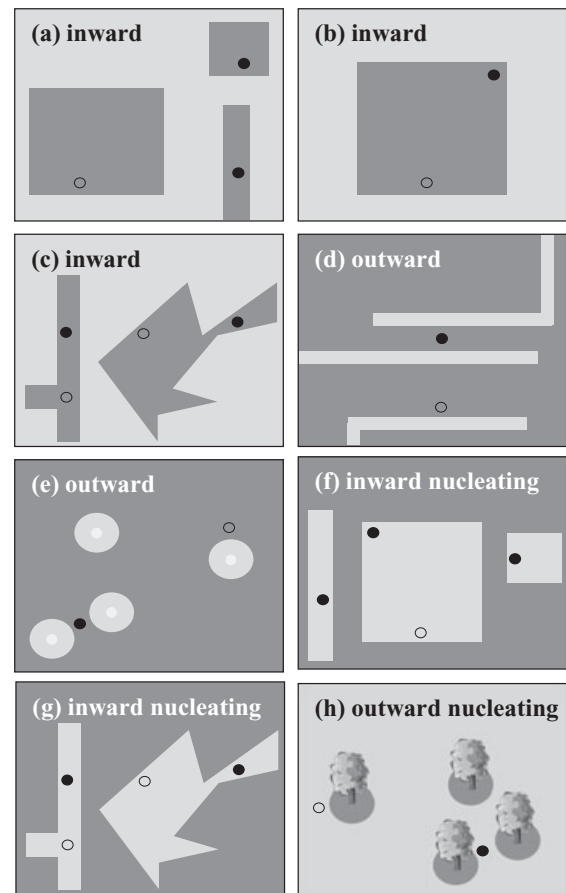 (a) inward
(b) inward
(c) inward
(d) outward
(e) outward
(f) inward nucleating
(g) inward nucleating
(h) outward nucleating